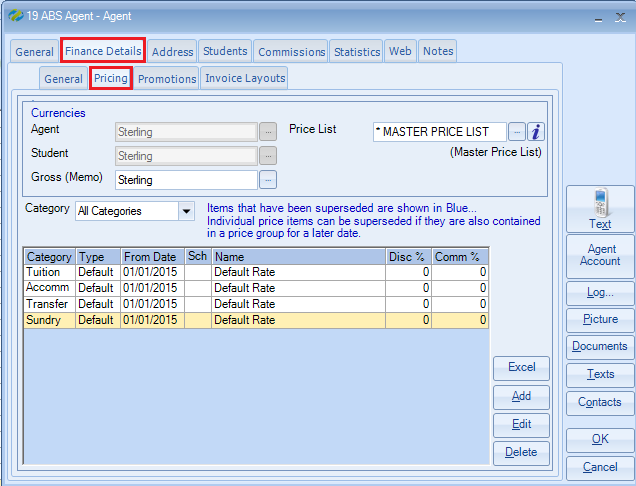 19 ABS Agent - Agent
General Finance Details Address Students Commissions Statistics Web Notes
General Pricing Promotions Invoice Layouts
Currencies
Agent Sterling ... Price List * MASTER PRICE LIST ... i
Student Sterling ... (Master Price List)
Gross (Memo) Sterling ...
Category All Categories
Items that have been superseded are shown in Blue...
Individual price items can be superseded if they are also contained
in a price group for a later date.
Category Type From Date Sch Name Disc % Comm %
Tuition Default 01/01/2015 Default Rate 0 0
Accomm Default 01/01/2015 Default Rate 0 0
Transfer Default 01/01/2015 Default Rate 0 0
Sundry Default 01/01/2015 Default Rate 0 0
Excel
Add
Edit
Delete
Text
Agent
Account
Log...
Picture
Documents
Texts
Contacts
OK
Cancel